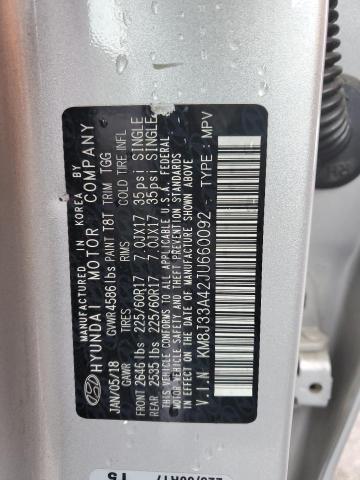 MANUFACTURED IN KOREA BY
HYUNDAI MOTOR COMPANY
JAN/05/18 GVWR 4586 lbs PAINT T8T TRIM TGG
GAWR TIRES RIMS COLD TIRE INFL
FRONT 2646 lbs 225/60R17 7.0JX17 35psi SINGLE
REAR 2535 lbs 225/60R17 7.0JX17 35psi SINGLE
THIS VEHICLE CONFORMS TO ALL APPLICABLE U.S.A. FEDERAL
MOTOR VEHICLE SAFETY, BUMPER, AND THEFT PREVENTION
STANDARDS IN EFFECT ON THE DATE OF MANUFACTURE SHOWN ABOVE.
V.I.N : KM8J33A42JU660092 TYPE : MPV